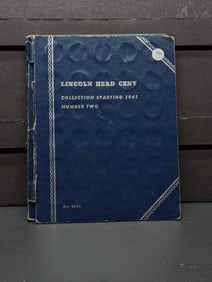 LINCOLN HEAD CENT
COLLECTION STARTING 1941
NUMBER TWO